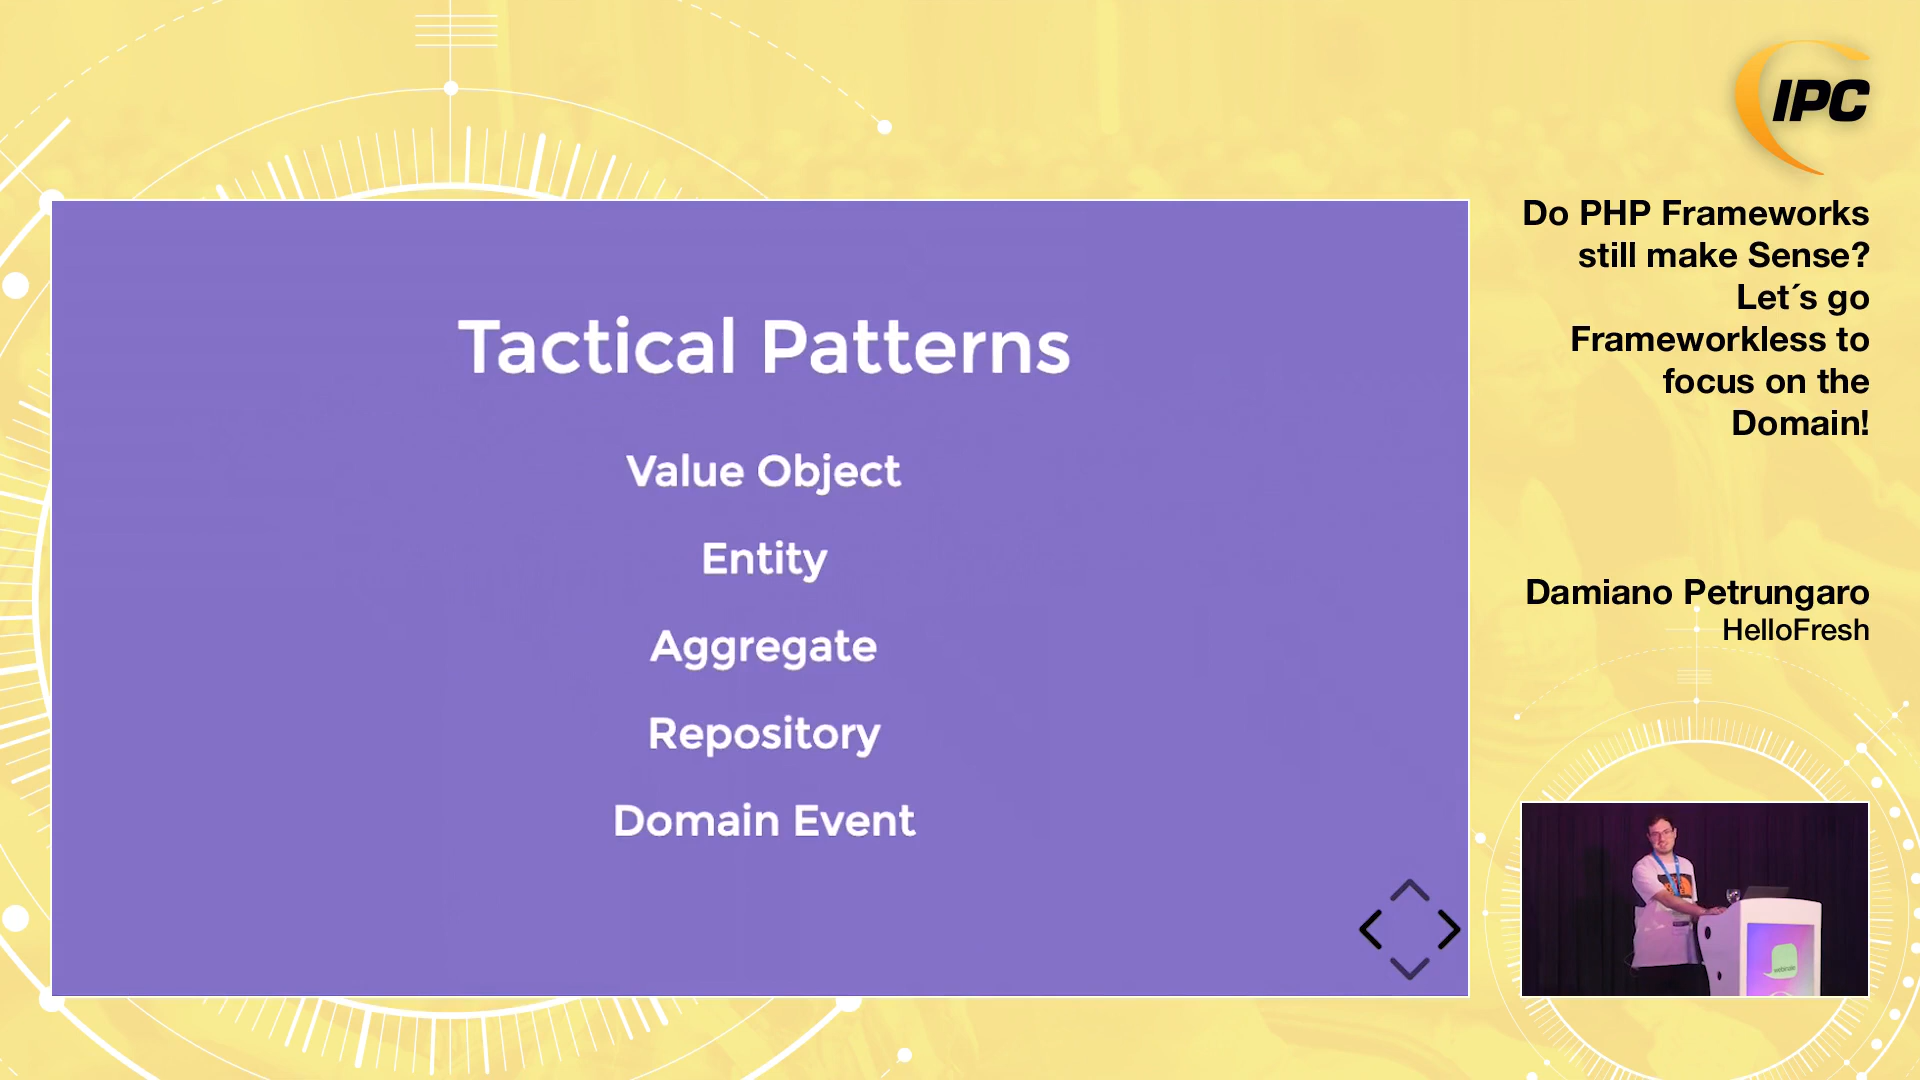 IPC
Do PHP Frameworks
still make Sense?
Let´s go
Frameworkless to
focus on the
Domain!
Tactical Patterns
Value Object
Entity
Aggregate
Repository
Domain Event
Damiano Petrungaro
HelloFresh